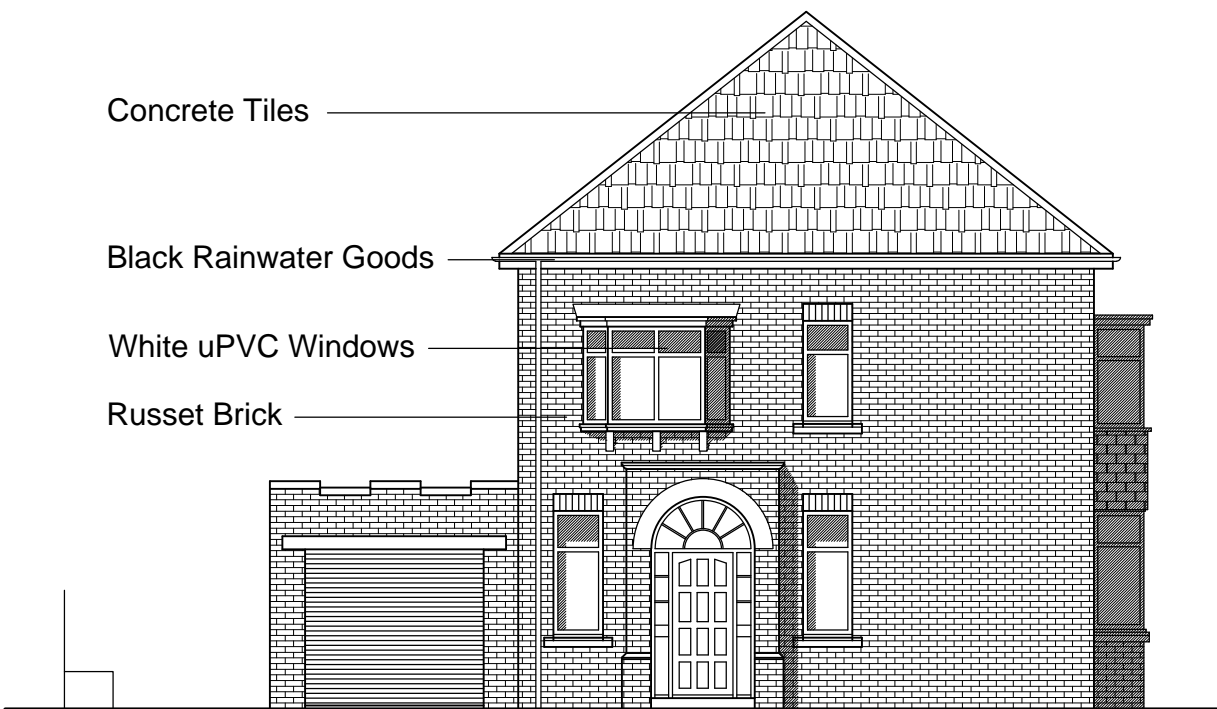 Concrete Tiles
Black Rainwater Goods
White uPVC Windows
Russet Brick